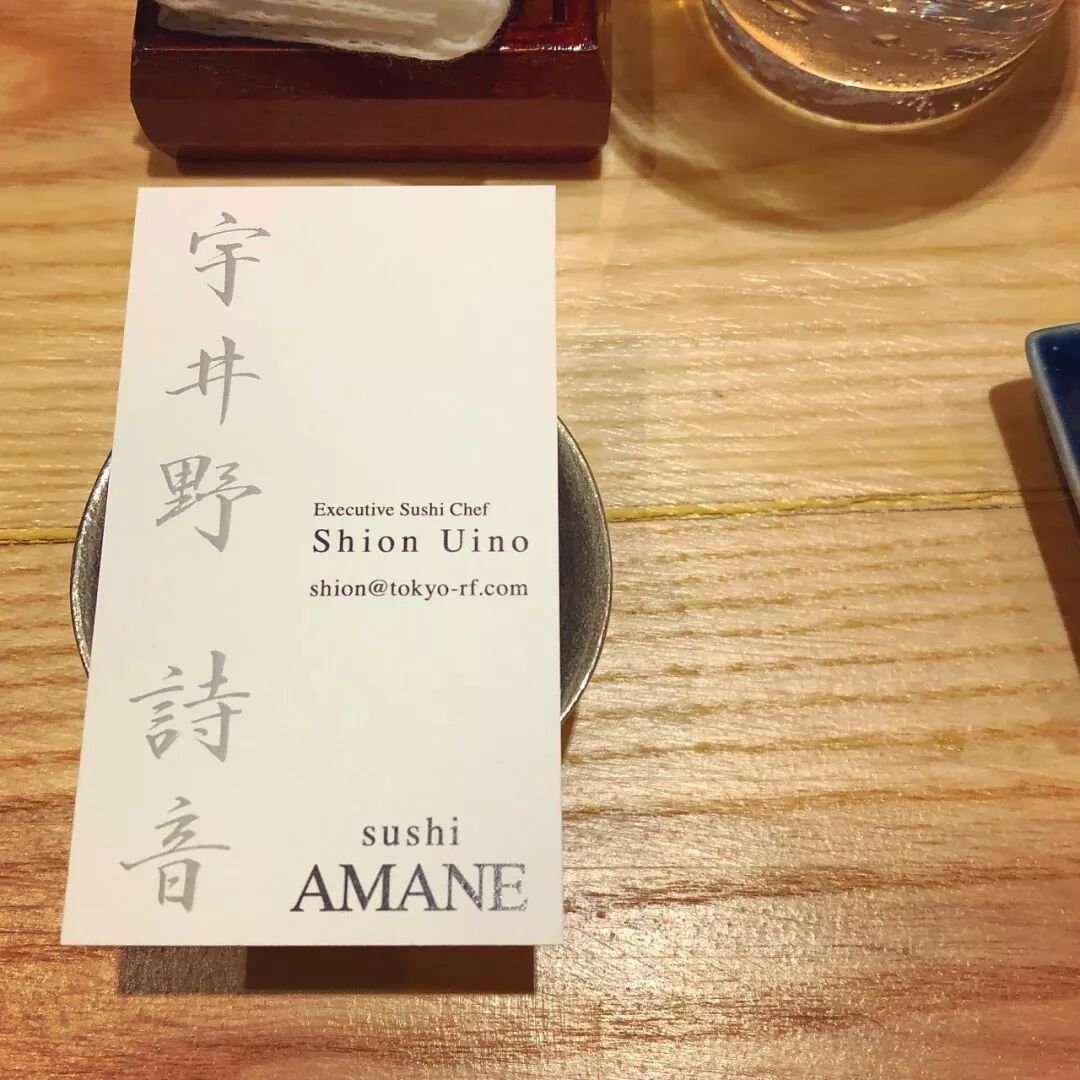 宇井野 詩音
Executive Sushi Chef
Shion Uino
shion@tokyo-rf.com
sushi
AMANE